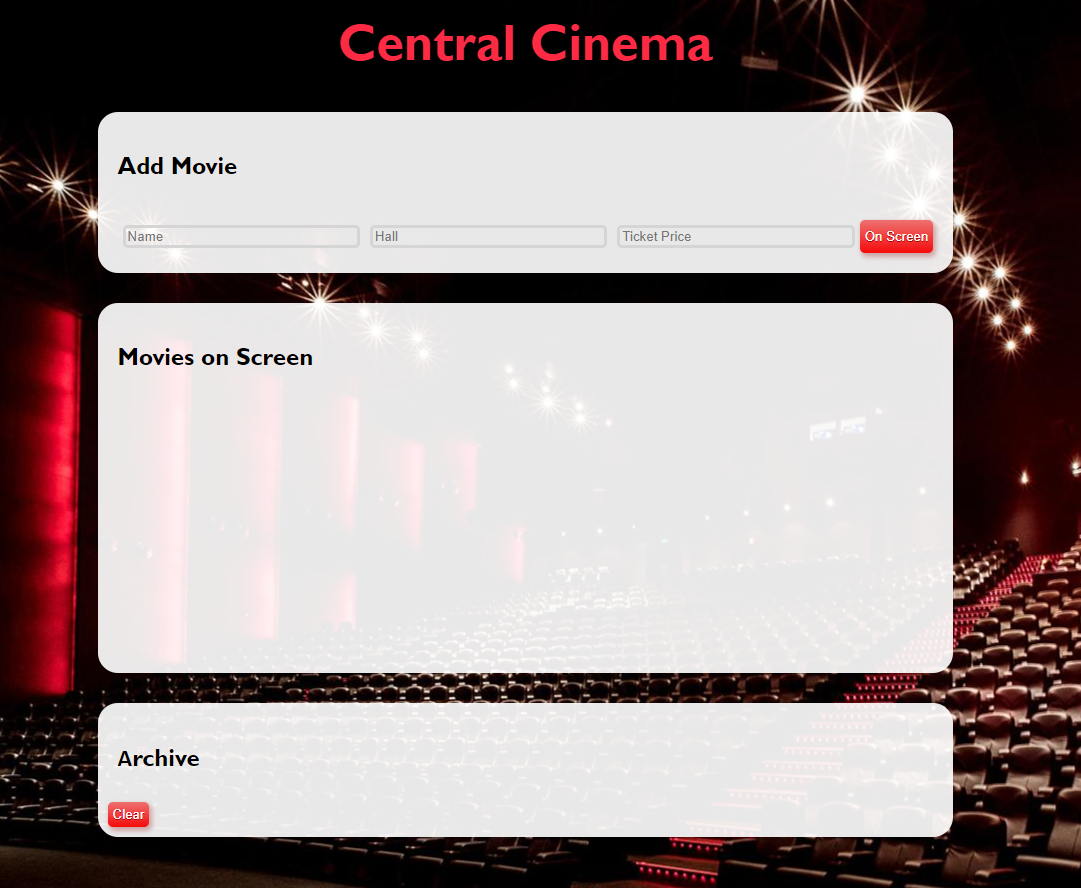 Central Cinema
Add Movie
Name Hall Ticket Price On Screen
Movies on Screen
Archive
Clear